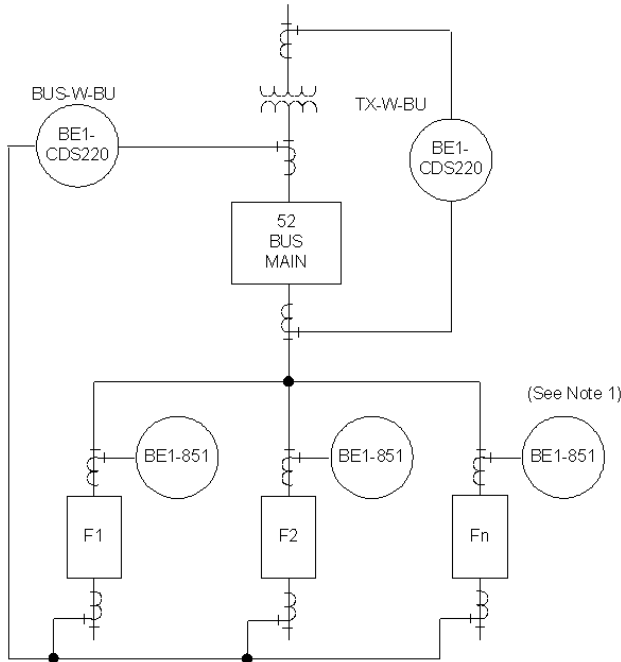 BUS-W-BU
TX-W-BU
BE1-
CDS220
BE1-
CDS220
52
BUS
MAIN
(See Note 1)
BE1-851
BE1-851
BE1-851
F1
F2
Fn